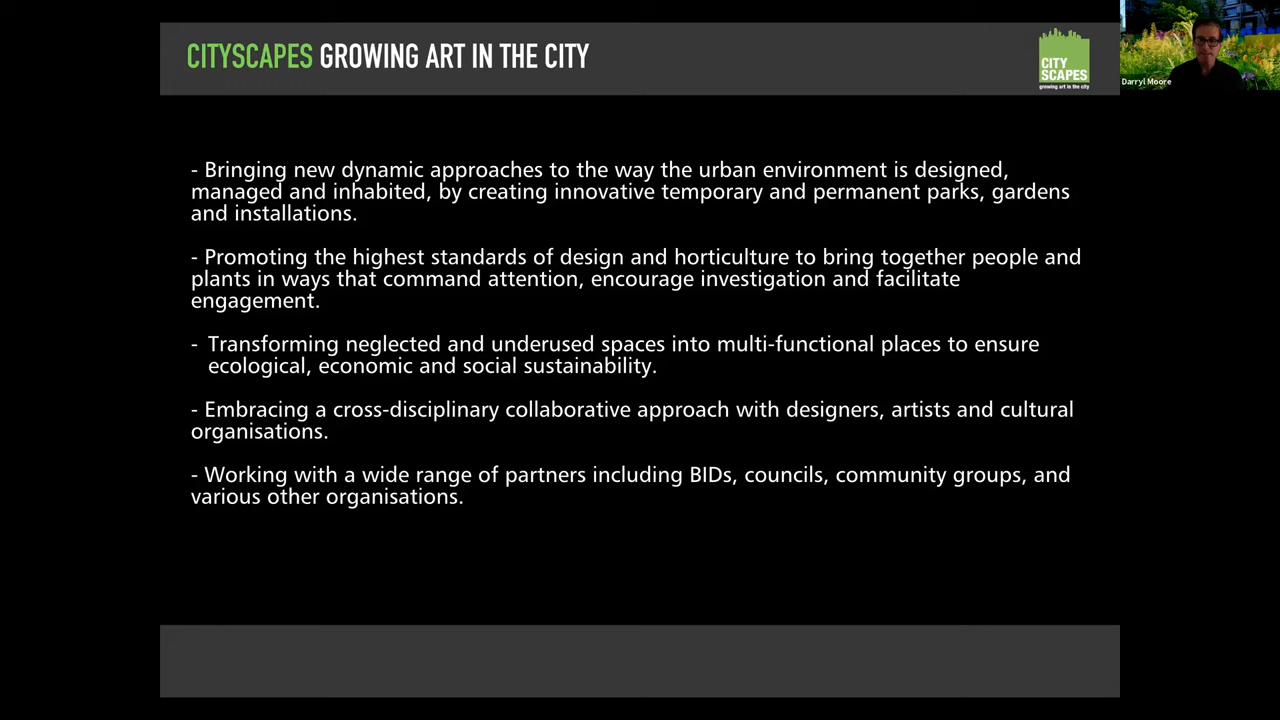 CITYSCAPES GROWING ART IN THE CITY
CITY
SCAPES
growing art in the city
Darryl Moore
- Bringing new dynamic approaches to the way the urban environment is designed,
managed and inhabited, by creating innovative temporary and permanent parks, gardens
and installations.
- Promoting the highest standards of design and horticulture to bring together people and
plants in ways that command attention, encourage investigation and facilitate
engagement.
- Transforming neglected and underused spaces into multi-functional places to ensure
ecological, economic and social sustainability.
- Embracing a cross-disciplinary collaborative approach with designers, artists and cultural
organisations.
- Working with a wide range of partners including BIDs, councils, community groups, and
various other organisations.